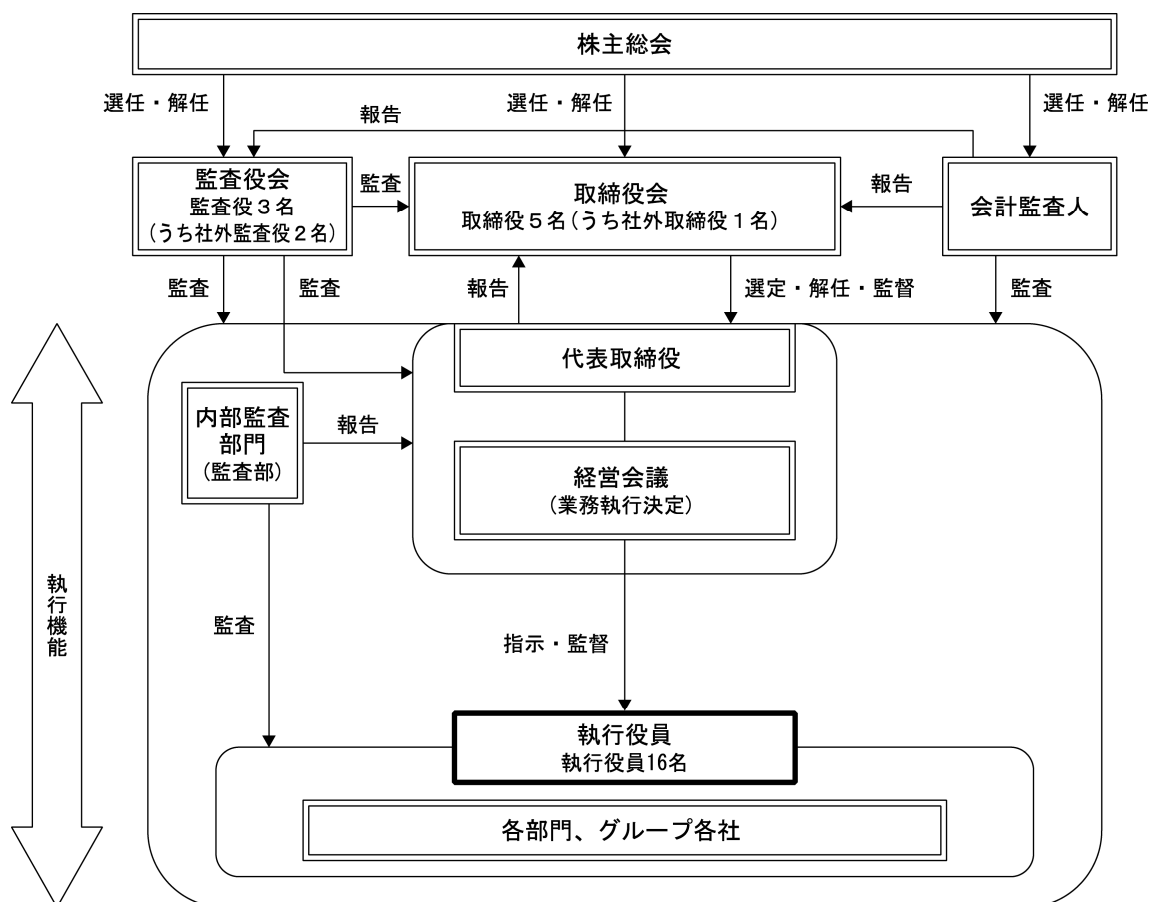 株主総会
選任・解任
選任・解任
選任・解任
報告
監査役会
監査役３名
(うち社外監査役２名)
監査
取締役会
取締役５名(うち社外取締役１名)
報告
会計監査人
監査
監査
報告
選定・解任・監督
監査
代表取締役
内部監査
部門
(監査部)
報告
経営会議
(業務執行決定)
執行機能
監査
指示・監督
執行役員
執行役員16名
各部門、グループ各社